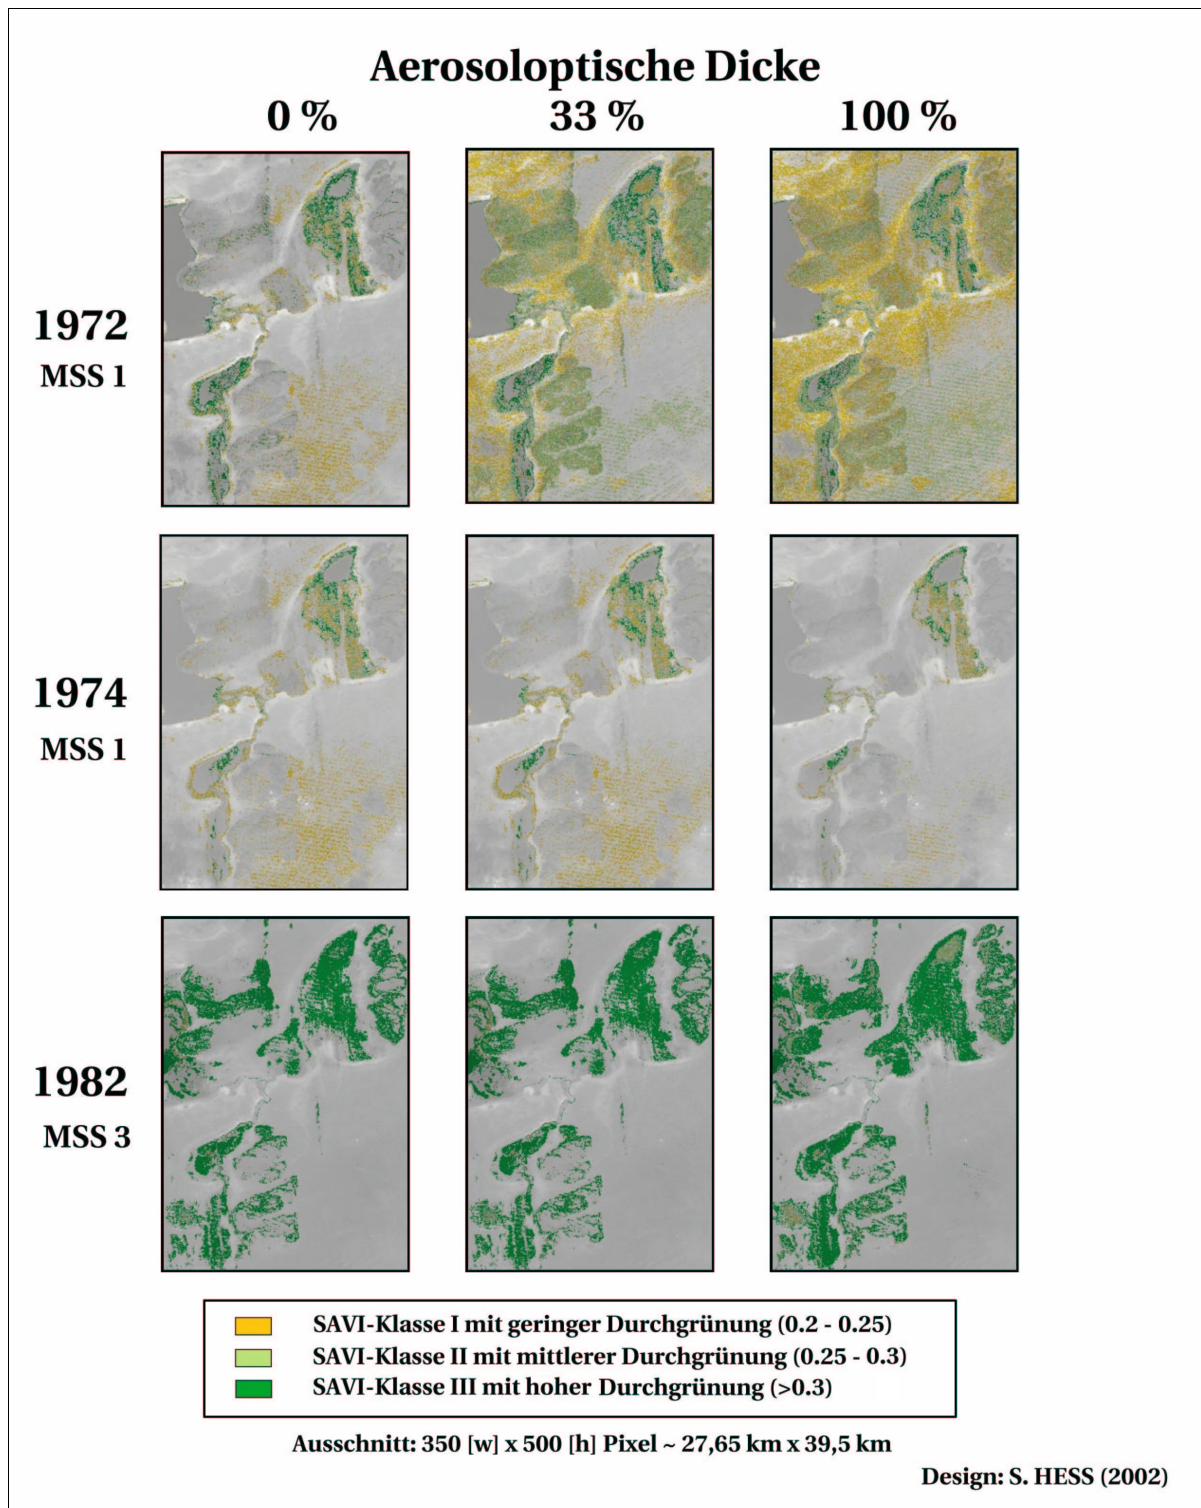 Aerosoloptische Dicke
0 % 33 % 100 %
1972
MSS 1
1974
MSS 1
1982
MSS 3
SAVI-Klasse I mit geringer Durchgrünung (0.2 - 0.25)
SAVI-Klasse II mit mittlerer Durchgrünung (0.25 - 0.3)
SAVI-Klasse III mit hoher Durchgrünung (>0.3)
Ausschnitt: 350 [w] x 500 [h] Pixel ~ 27,65 km x 39,5 km
Design: S. HESS (2002)